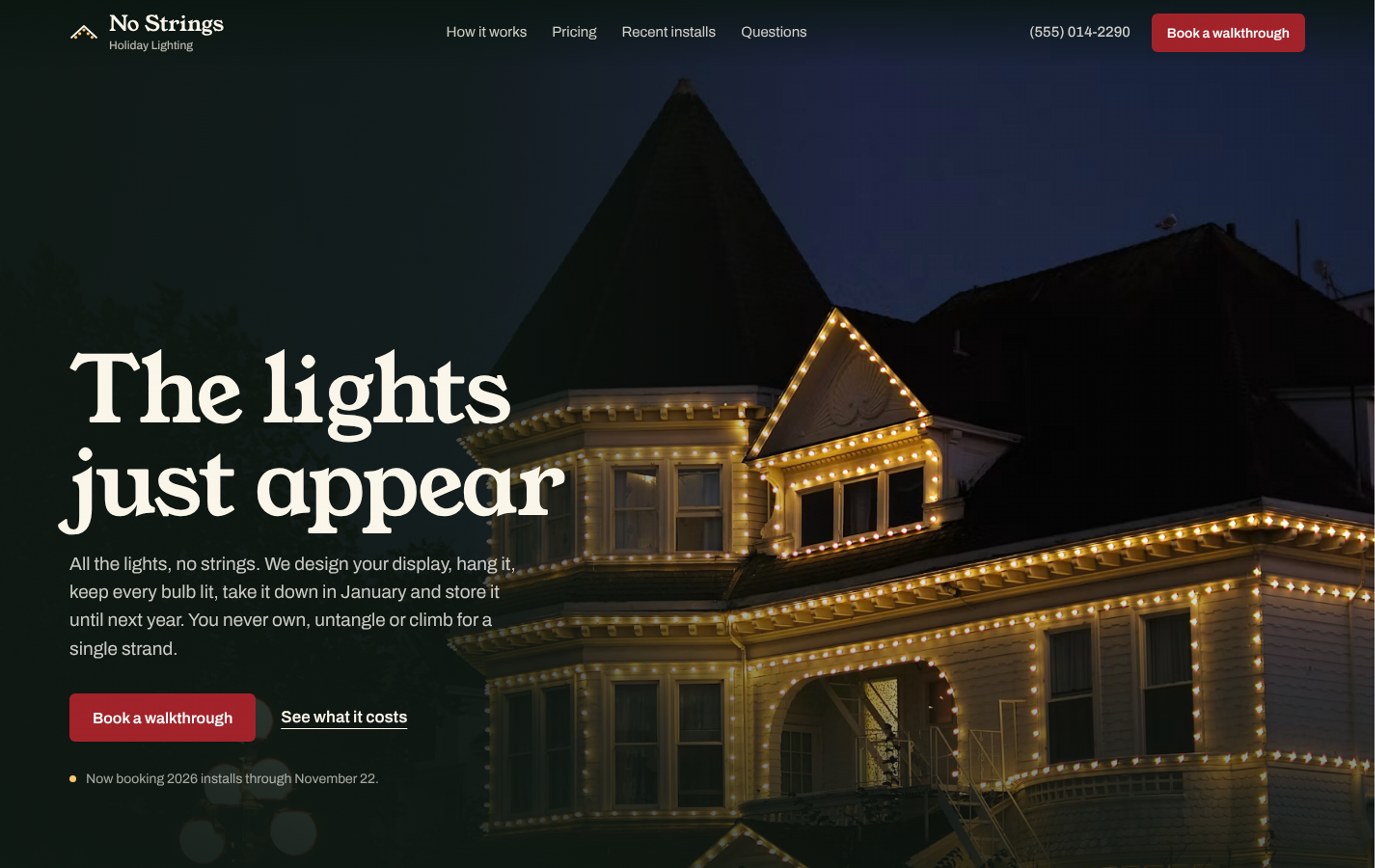 No Strings
Holiday Lighting
How it works
Pricing
Recent installs
Questions
(555) 014-2290
Book a walkthrough
The lights
just appear
All the lights, no strings. We design your display, hang it,
keep every bulb lit, take it down in January and store it
until next year. You never own, untangle or climb for a
single strand.
Book a walkthrough
See what it costs
Now booking 2026 installs through November 22.